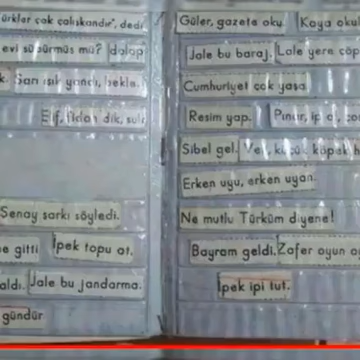 ürkler çok çalışkandır", dedi
evi süpürmüş mü? dolap
Sarı ışık yandı, bekle.
Elif, fidan dik, sula
Şenay şarkı söyledi.
gitti İpek topu at.
aldı. Jale bu jandarma.
gündür
Güler, gazete oku. Kaya okul
Jale bu baraj. Lale yere çöp
Cumhuriyet çok yaşa.
Resim yap. Pınar, ip at,
Sibel gel. küçük köpek h
Erken uyu, erken uyan.
Ne mutlu Türküm diyene!
Bayram geldi. Zafer oyun oy
İpek ipi tut.